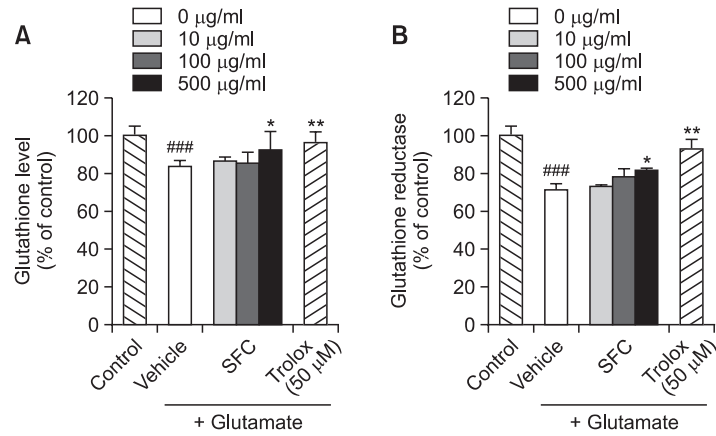 A
0 μg/ml
10 μg/ml
100 μg/ml
500 μg/ml
Glutathione level
(% of control)
120
100
80
60
40
20
0
###
*
**
Control
Vehicle
SFC
Trolox
(50 μM)
+ Glutamate
B
0 μg/ml
10 μg/ml
100 μg/ml
500 μg/ml
Glutathione reductase
(% of control)
120
100
80
60
40
20
0
###
*
**
Control
Vehicle
SFC
Trolox
(50 μM)
+ Glutamate